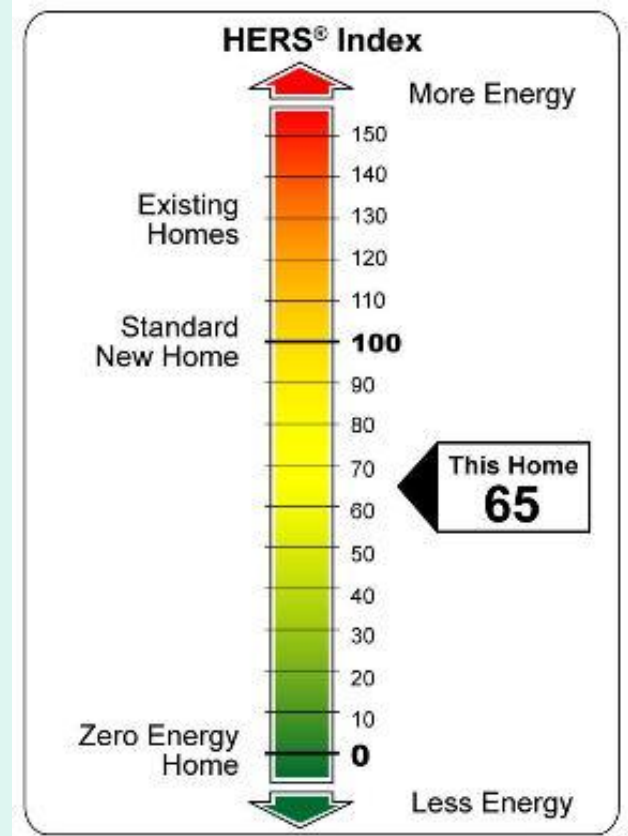 HERS® Index
More Energy
150
140
Existing
Homes
130
120
110
Standard
New Home
100
90
80
70
This Home
65
60
50
40
30
20
10
Zero Energy
Home
0
Less Energy